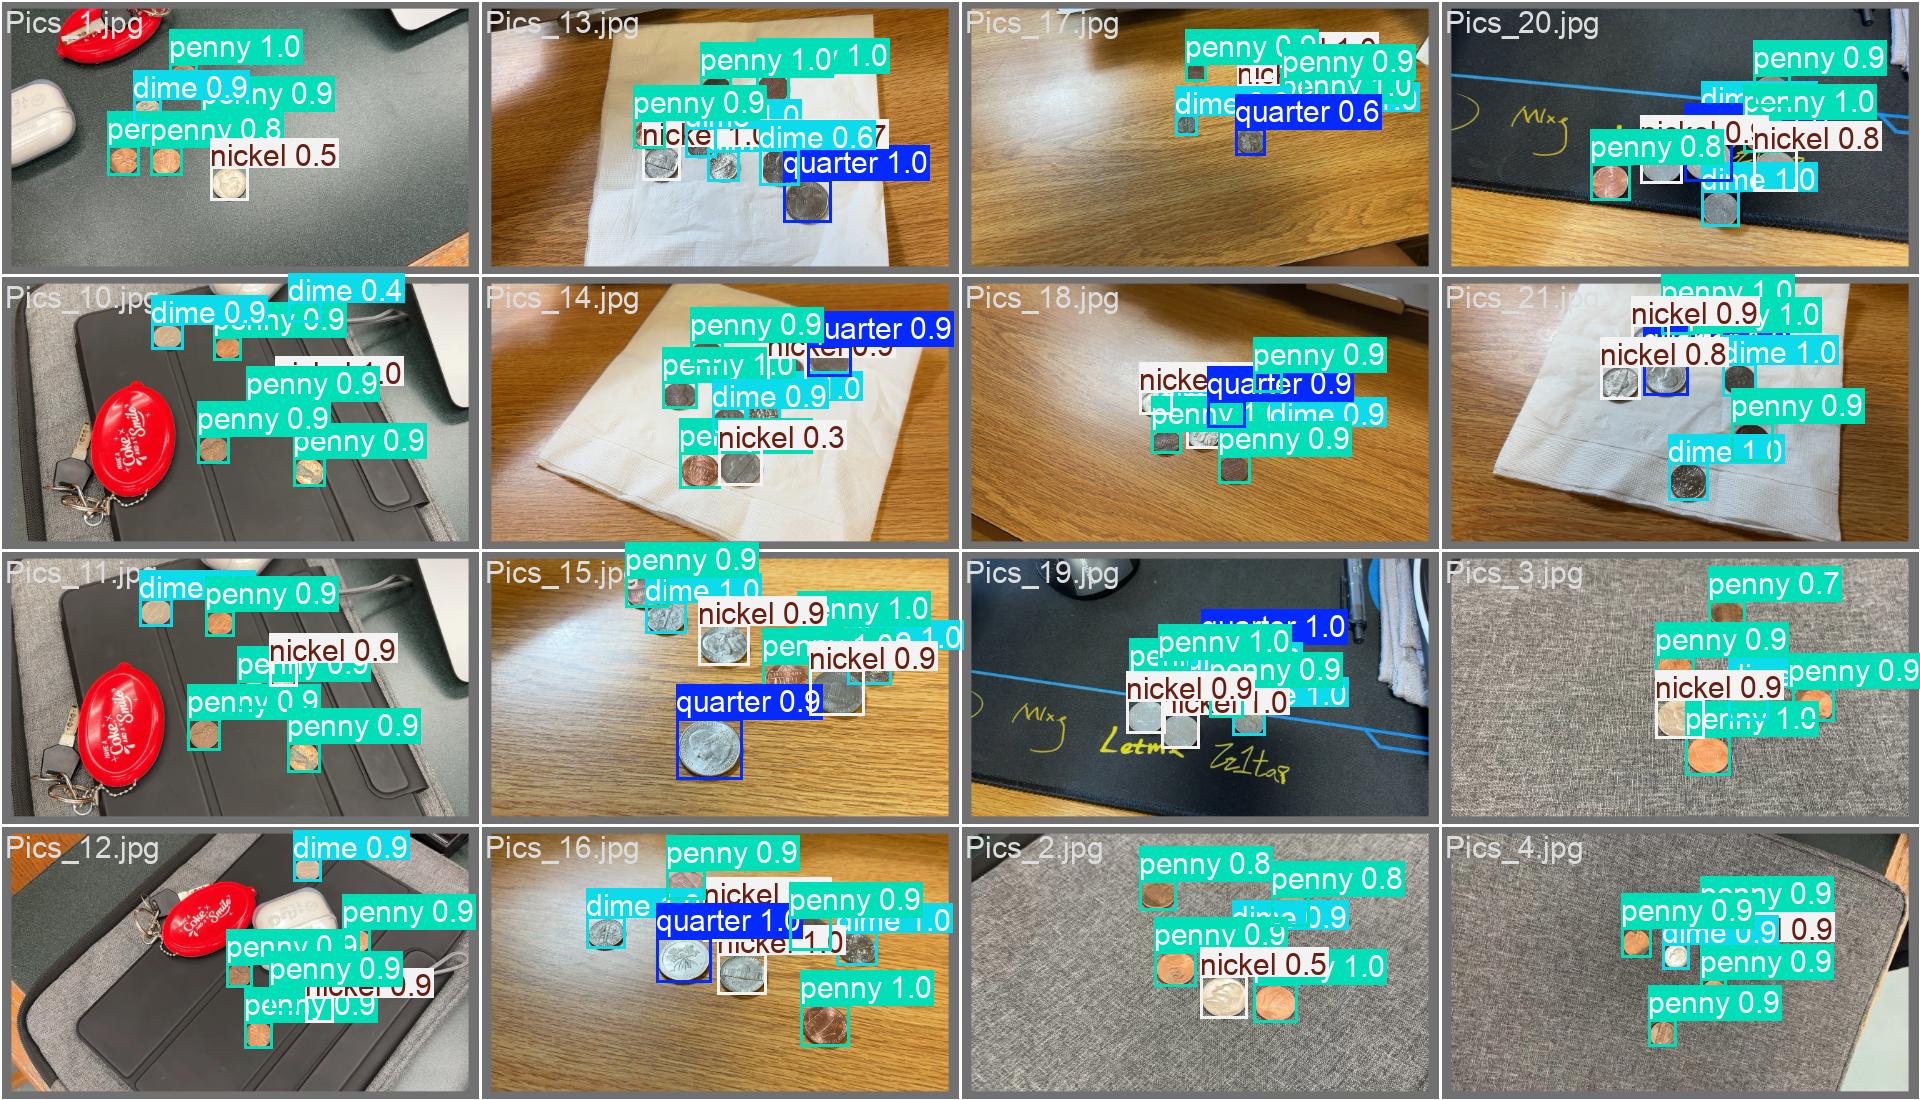 Pics_1.jpg
penny 1.0
dime 0.9
penny 0.9
penny 0.8
nickel 0.5
Pics_13.jpg
penny 1.0
1.0
penny 0.9
nickel 1.0
dime 0.6
quarter 1.0
Pics_17.jpg
penny
penny 0.9
penny 1.0
dime
quarter 0.6
Pics_20.jpg
penny 0.9
penny 1.0
nickel 0.8
penny 0.8
dime 1.0
Mixg
Pics_10.jpg
dime 0.4
dime 0.9
penny 0.9
nickel 1.0
penny 0.9
penny 0.9
penny 0.9
HAVE A
Coke
AND A
Smile
Pics_14.jpg
penny 0.9
quarter 0.9
nickel 0.9
penny 1.0
dime 0.9
nickel 0.3
Pics_18.jpg
penny 0.9
quarter 0.9
penny
dime 0.9
penny 0.9
Pics_21.jpg
penny 1.0
nickel 0.9
1.0
nickel 0.8
dime 1.0
penny 0.9
dime 1.0
Pics_11.jpg
dime
penny 0.9
nickel 0.9
penny 0.9
penny 0.9
penny 0.9
Coke
Smile
Pics_15.jpg
penny 0.9
dime 1.0
nickel 0.9
penny 1.0
nickel 0.9
quarter 0.9
Pics_19.jpg
quarter 1.0
penny 1.0
penny 0.9
nickel 0.9
1.0
nickel 1.0
Mixg
Zz1tar
Pics_3.jpg
penny 0.7
penny 0.9
penny 0.9
nickel 0.9
penny 1.0
Pics_12.jpg
dime 0.9
penny 0.9
penny 0.9
penny 0.9
nickel 0.9
penny 0.9
Coke
Smile
Pics_16.jpg
penny 0.9
nickel
dime
penny 0.9
quarter 1.0
dime 1.0
nickel 1.0
penny 1.0
Pics_2.jpg
penny 0.8
penny 0.8
dime 0.9
penny 0.9
nickel 0.5
1.0
Pics_4.jpg
penny 0.9
penny 0.9
dime 0.9
0.9
penny 0.9
penny 0.9